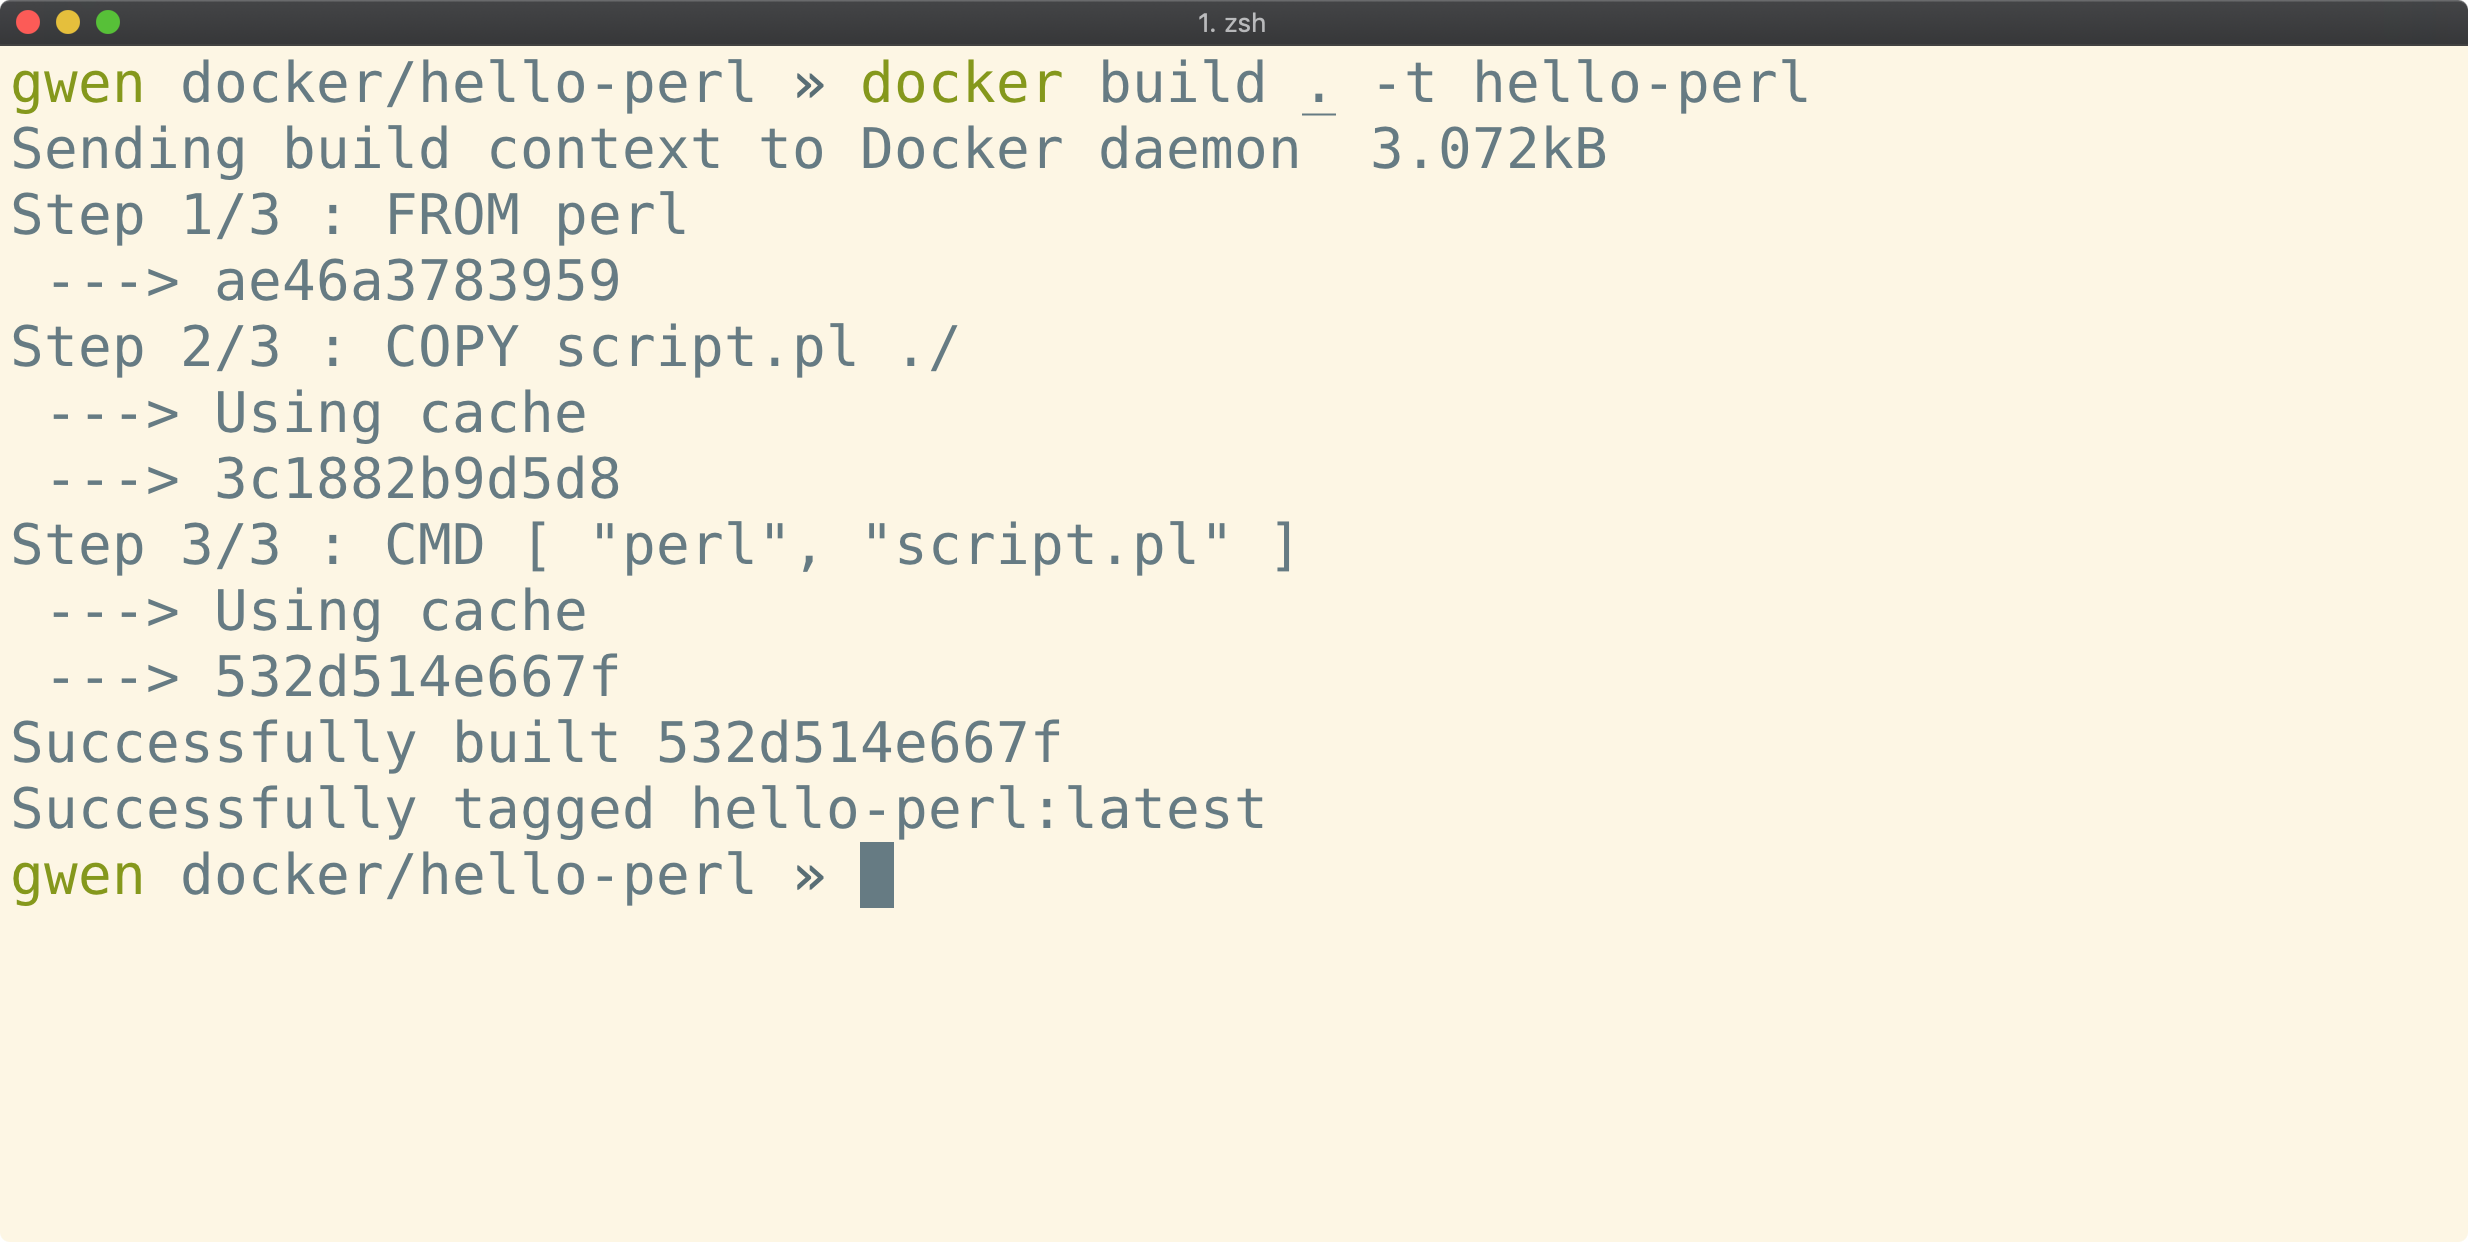 1. zsh
gwen docker/hello-perl » docker build . -t hello-perl
Sending build context to Docker daemon  3.072kB
Step 1/3 : FROM perl
 ---> ae46a3783959
Step 2/3 : COPY script.pl ./
 ---> Using cache
 ---> 3c1882b9d5d8
Step 3/3 : CMD [ "perl", "script.pl" ]
 ---> Using cache
 ---> 532d514e667f
Successfully built 532d514e667f
Successfully tagged hello-perl:latest
gwen docker/hello-perl »